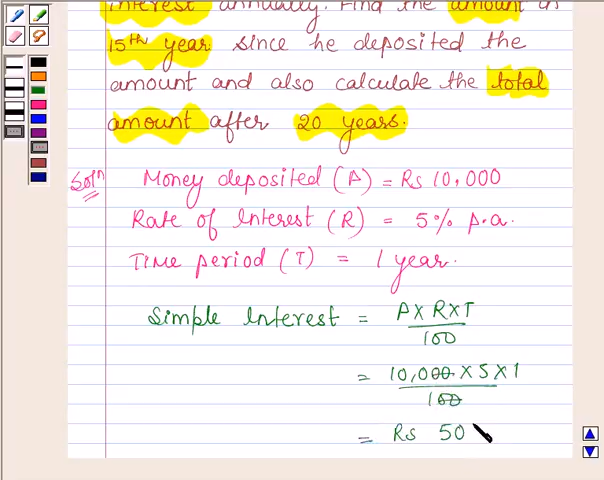 interest annually. Find the amount in
15th year since he deposited the
amount and also calculate the total
amount after 20 years.
Soln Money deposited (P) = Rs 10,000
Rate of Interest (R) = 5% p.a.
Time period (T) = 1 year.
Simple Interest = P X R X T
100
= 10,000 X 5 X 1
100
= Rs 50